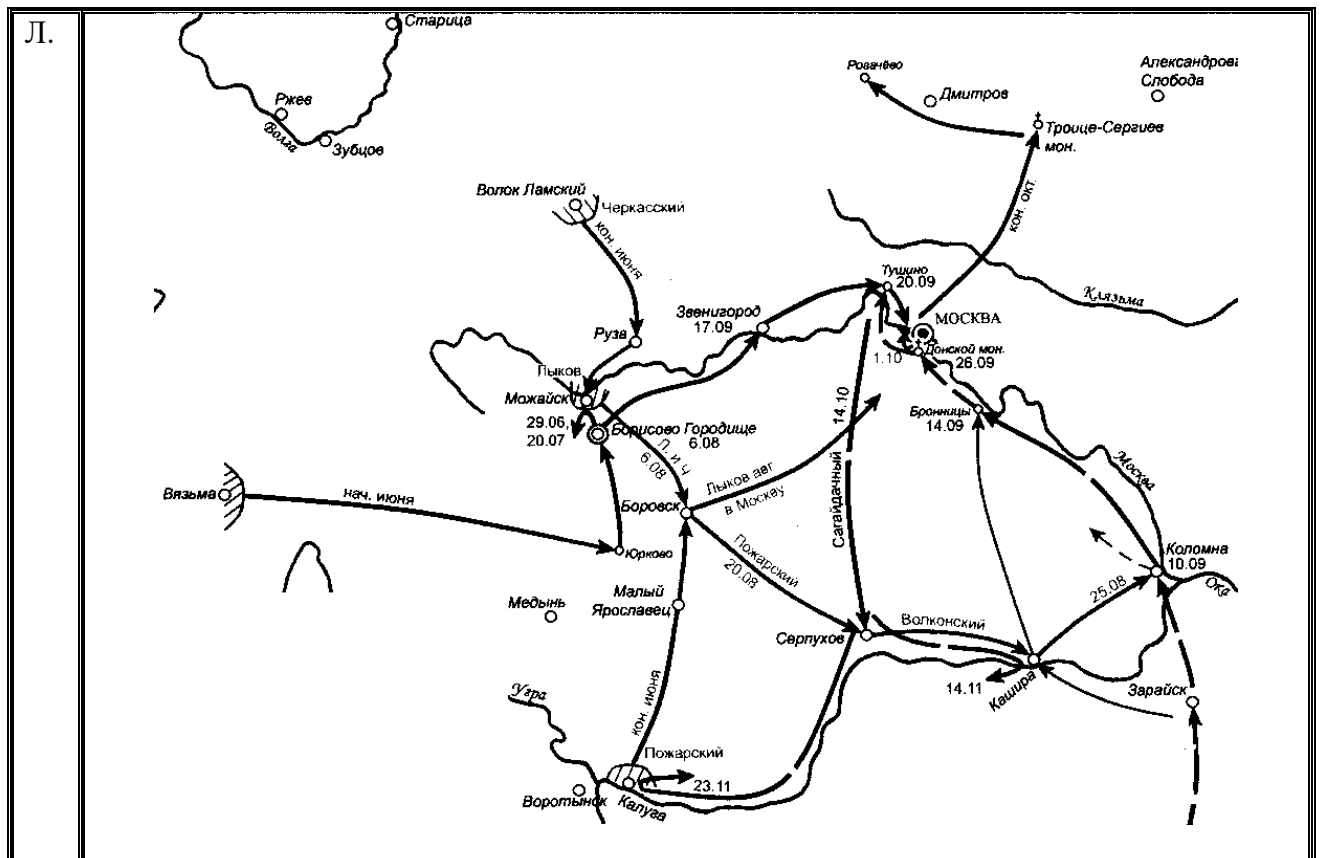 Л.
Старица
Ржев
Волга
Зубцов
Рогачёво
Дмитров
Александрова
Слобода
Троице-Сергиев
мон.
Волок Ламский
Черкасский
кон. июня
кон. окт.
Клязьма
Тушино
20.09
Звенигород
17.09
МОСКВА
Руза
Донской мон.
26.09
1.10
Лыков
Можайск
29.06,
20.07
Борисово Городище
6.08
Л. и Ч
6.08
Бронницы
14.09
14.10
Сагайдачный
Москва
Лыков авг
в Москву
Вязьма
нач. июня
Боровск
Юрково
Пожарский
20.08
Коломна
10.09
Ока
25.08
Малый
Ярославец
Медынь
Серпухов
Волконский
Кашира
14.11
Зарайск
Угра
кон. июня
Пожарский
23.11
Воротынск
Калуга